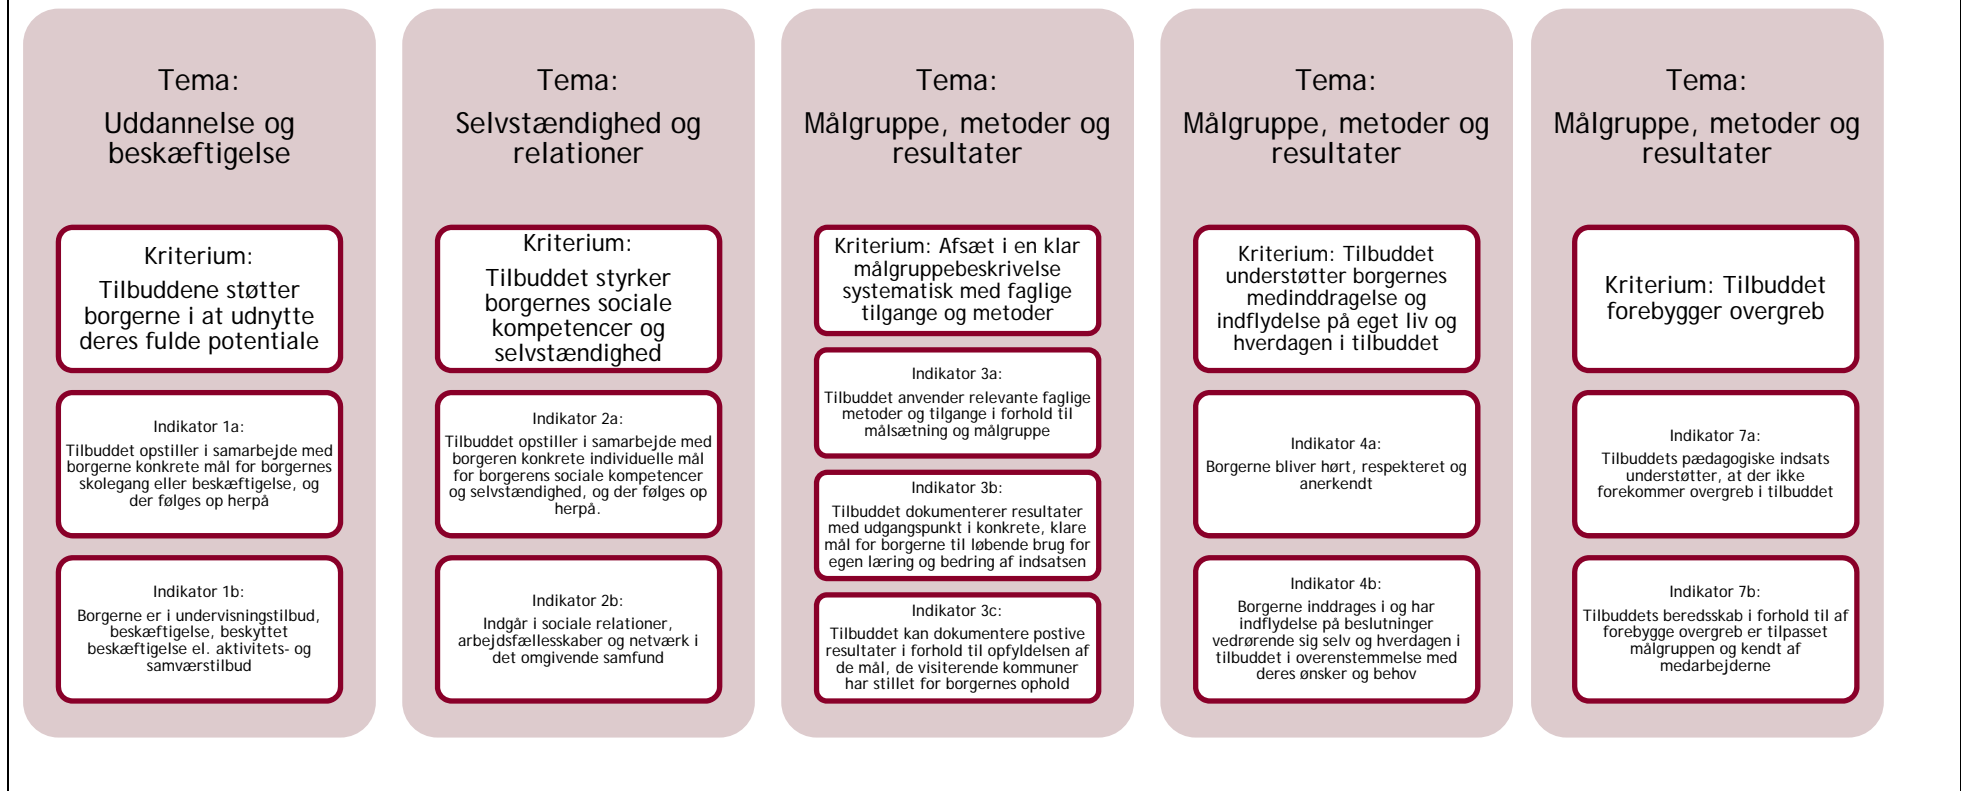 Tema:
Uddannelse og
beskæftigelse
Kriterium:
Tilbuddene støtter
borgerne i at udnytte
deres fulde potentiale
Indikator 1a:
Tilbuddet opstiller i samarbejde med
borgerne konkrete mål for borgernes
skolegang eller beskæftigelse, og
der følges op herpå
Indikator 1b:
Borgerne er i undervisningtilbud,
beskæftigelse, beskyttet
beskæftigelse el. aktivitets- og
samværstilbud
Tema:
Selvstændighed og
relationer
Kriterium:
Tilbuddet styrker
borgernes sociale
kompetencer og
selvstændighed
Indikator 2a:
Tilbuddet opstiller i samarbejde med
borgeren konkrete individuelle mål
for borgerens sociale kompetencer
og selvstændighed, og der følges op
herpå.
Indikator 2b:
Indgår i sociale relationer,
arbejdsfællesskaber og netværk i
det omgivende samfund
Tema:
Målgruppe, metoder og
resultater
Kriterium: Afsæt i en klar
målgruppebeskrivelse
systematisk med faglige
tilgange og metoder
Indikator 3a:
Tilbuddet anvender relevante faglige
metoder og tilgange i forhold til
målsætning og målgruppe
Indikator 3b:
Tilbuddet dokumenterer resultater
med udgangspunkt i konkrete, klare
mål for borgerne til løbende brug for
egen læring og bedring af indsatsen
Indikator 3c:
Tilbuddet kan dokumentere postive
resultater i forhold til opfyldelsen af
de mål, de visiterende kommuner
har stillet for borgernes ophold
Tema:
Målgruppe, metoder og
resultater
Kriterium: Tilbuddet
understøtter borgernes
medinddragelse og
indflydelse på eget liv og
hverdagen i tilbuddet
Indikator 4a:
Borgerne bliver hørt, respekteret og
anerkendt
Indikator 4b:
Borgerne inddrages i og har
indflydelse på beslutninger
vedrørende sig selv og hverdagen i
tilbuddet i overenstemmelse med
deres ønsker og behov
Tema:
Målgruppe, metoder og
resultater
Kriterium: Tilbuddet
forebygger overgreb
Indikator 7a:
Tilbuddets pædagogiske indsats
understøtter, at der ikke
forekommer overgreb i tilbuddet
Indikator 7b:
Tilbuddets beredsskab i forhold til af
forebygge overgreb er tilpasset
målgruppen og kendt af
medarbejderne